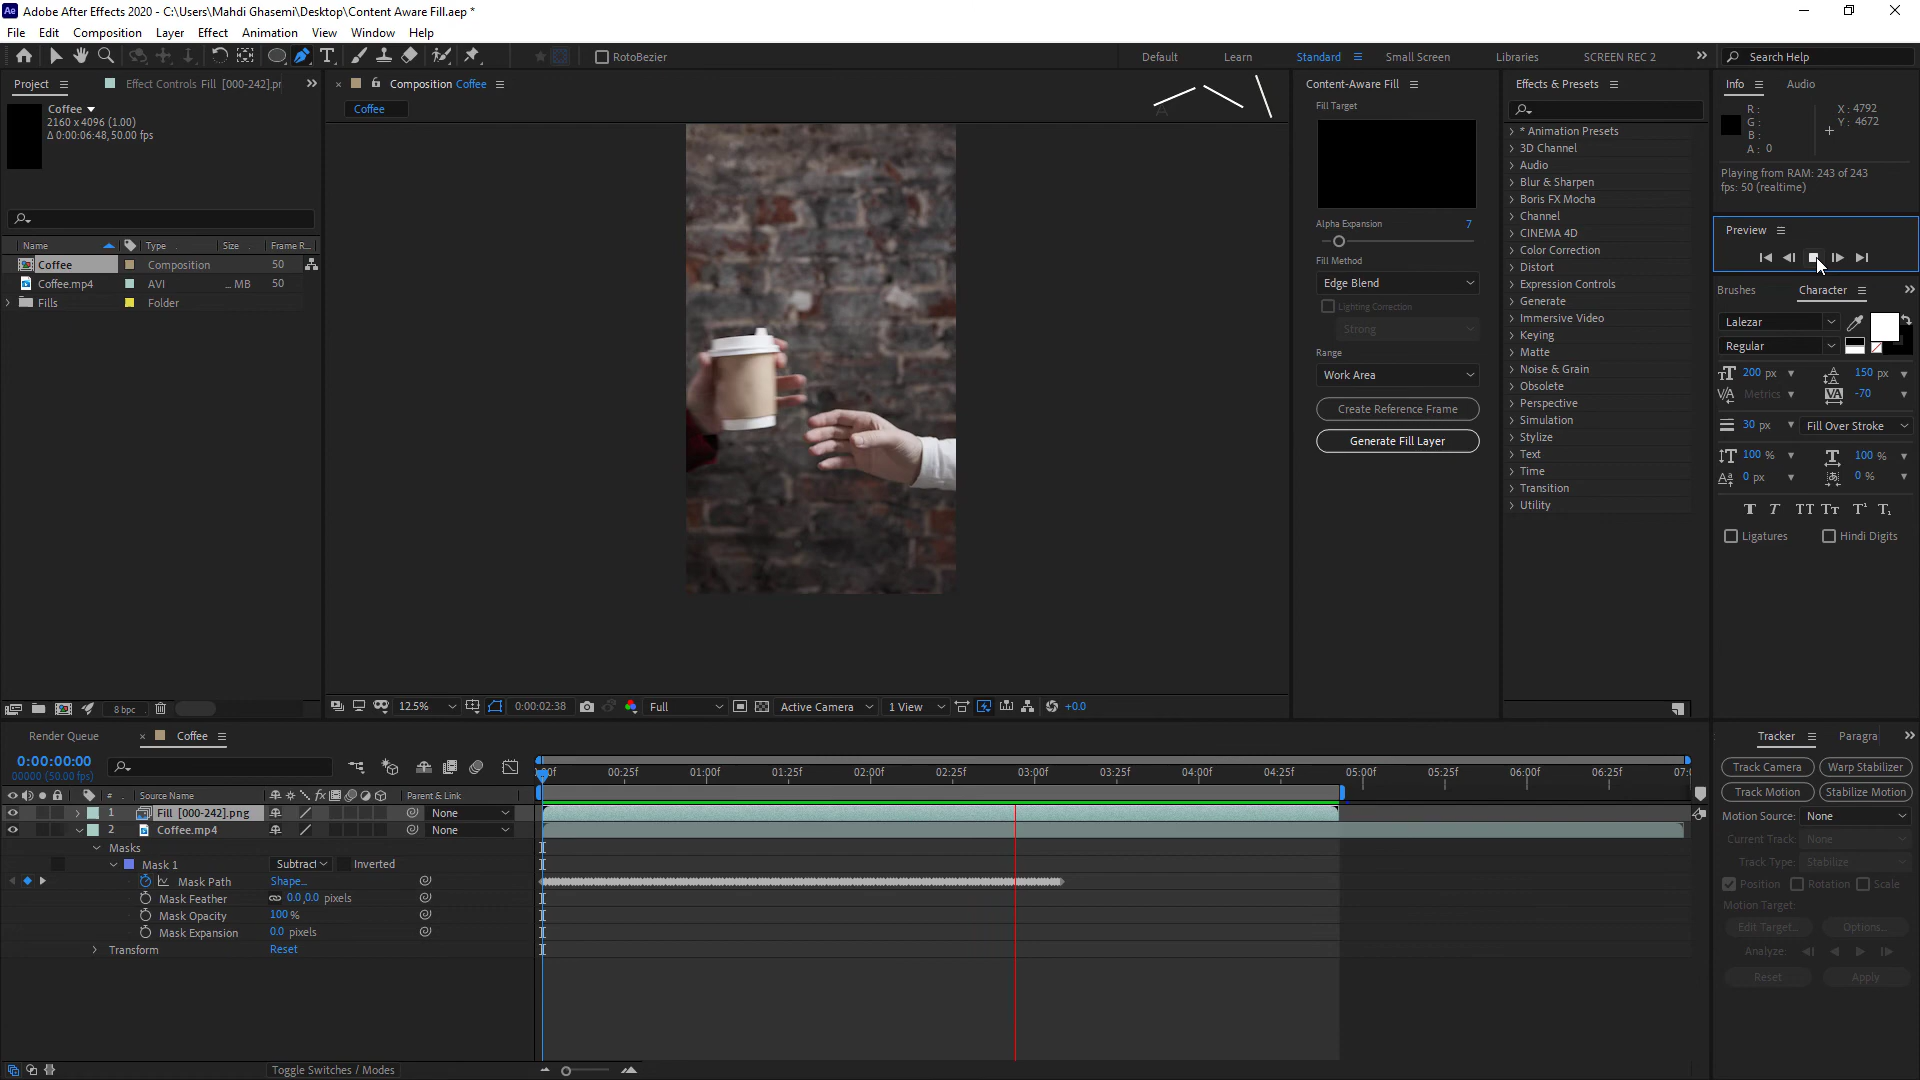 Adobe After Effects 2020 - C:\Users\Mahdi Ghasemi\Desktop\Content Aware Fill.aep *
File Edit Composition Layer Effect Animation View Window Help
RotoBezier Default Learn Standard Small Screen Libraries SCREEN REC 2 Search Help
Project Effect Controls Fill [000-242].pr
Coffee
2160 x 4096 (1.00)
Δ 0:00:06:48, 50.00 fps
Name Type Size Frame R...
Coffee Composition 50
Coffee.mp4 AVI ... MB 50
Fills Folder
8 bpc
Composition Coffee
Coffee
12.5% 0:00:02:38 Full Active Camera 1 View +0.0
Content-Aware Fill
Fill Target
Alpha Expansion 7
Fill Method
Edge Blend
Lighting Correction
Strong
Range
Work Area
Create Reference Frame
Generate Fill Layer
Effects & Presets
* Animation Presets
3D Channel
Audio
Blur & Sharpen
Boris FX Mocha
Channel
CINEMA 4D
Color Correction
Distort
Expression Controls
Generate
Immersive Video
Keying
Matte
Noise & Grain
Obsolete
Perspective
Simulation
Stylize
Text
Time
Transition
Utility
Info Audio
R :
G :
B :
A : 0
X : 4792
Y : 4672
Playing from RAM: 243 of 243
fps: 50 (realtime)
Preview
Brushes Character
Lalezar
Regular
200 px 150 px
Metrics -70
30 px Fill Over Stroke
100 % 100 %
0 px 0 %
Ligatures Hindi Digits
Render Queue Coffee
0:00:00:00
00000 (50.00 fps)
# Source Name Parent & Link
1 Fill [000-242].png None
2 Coffee.mp4 None
Masks
Mask 1 Subtract Inverted
Mask Path Shape...
Mask Feather 0.0,0.0 pixels
Mask Opacity 100 %
Mask Expansion 0.0 pixels
Transform Reset
Toggle Switches / Modes
00f 00:25f 01:00f 01:25f 02:00f 02:25f 03:00f 03:25f 04:00f 04:25f 05:00f 05:25f 06:00f 06:25f 07:0
Tracker Paragra
Track Camera Warp Stabilizer
Track Motion Stabilize Motion
Motion Source: None
Current Track: None
Track Type: Stabilize
Position Rotation Scale
Motion Target:
Edit Target... Options...
Analyze:
Reset Apply